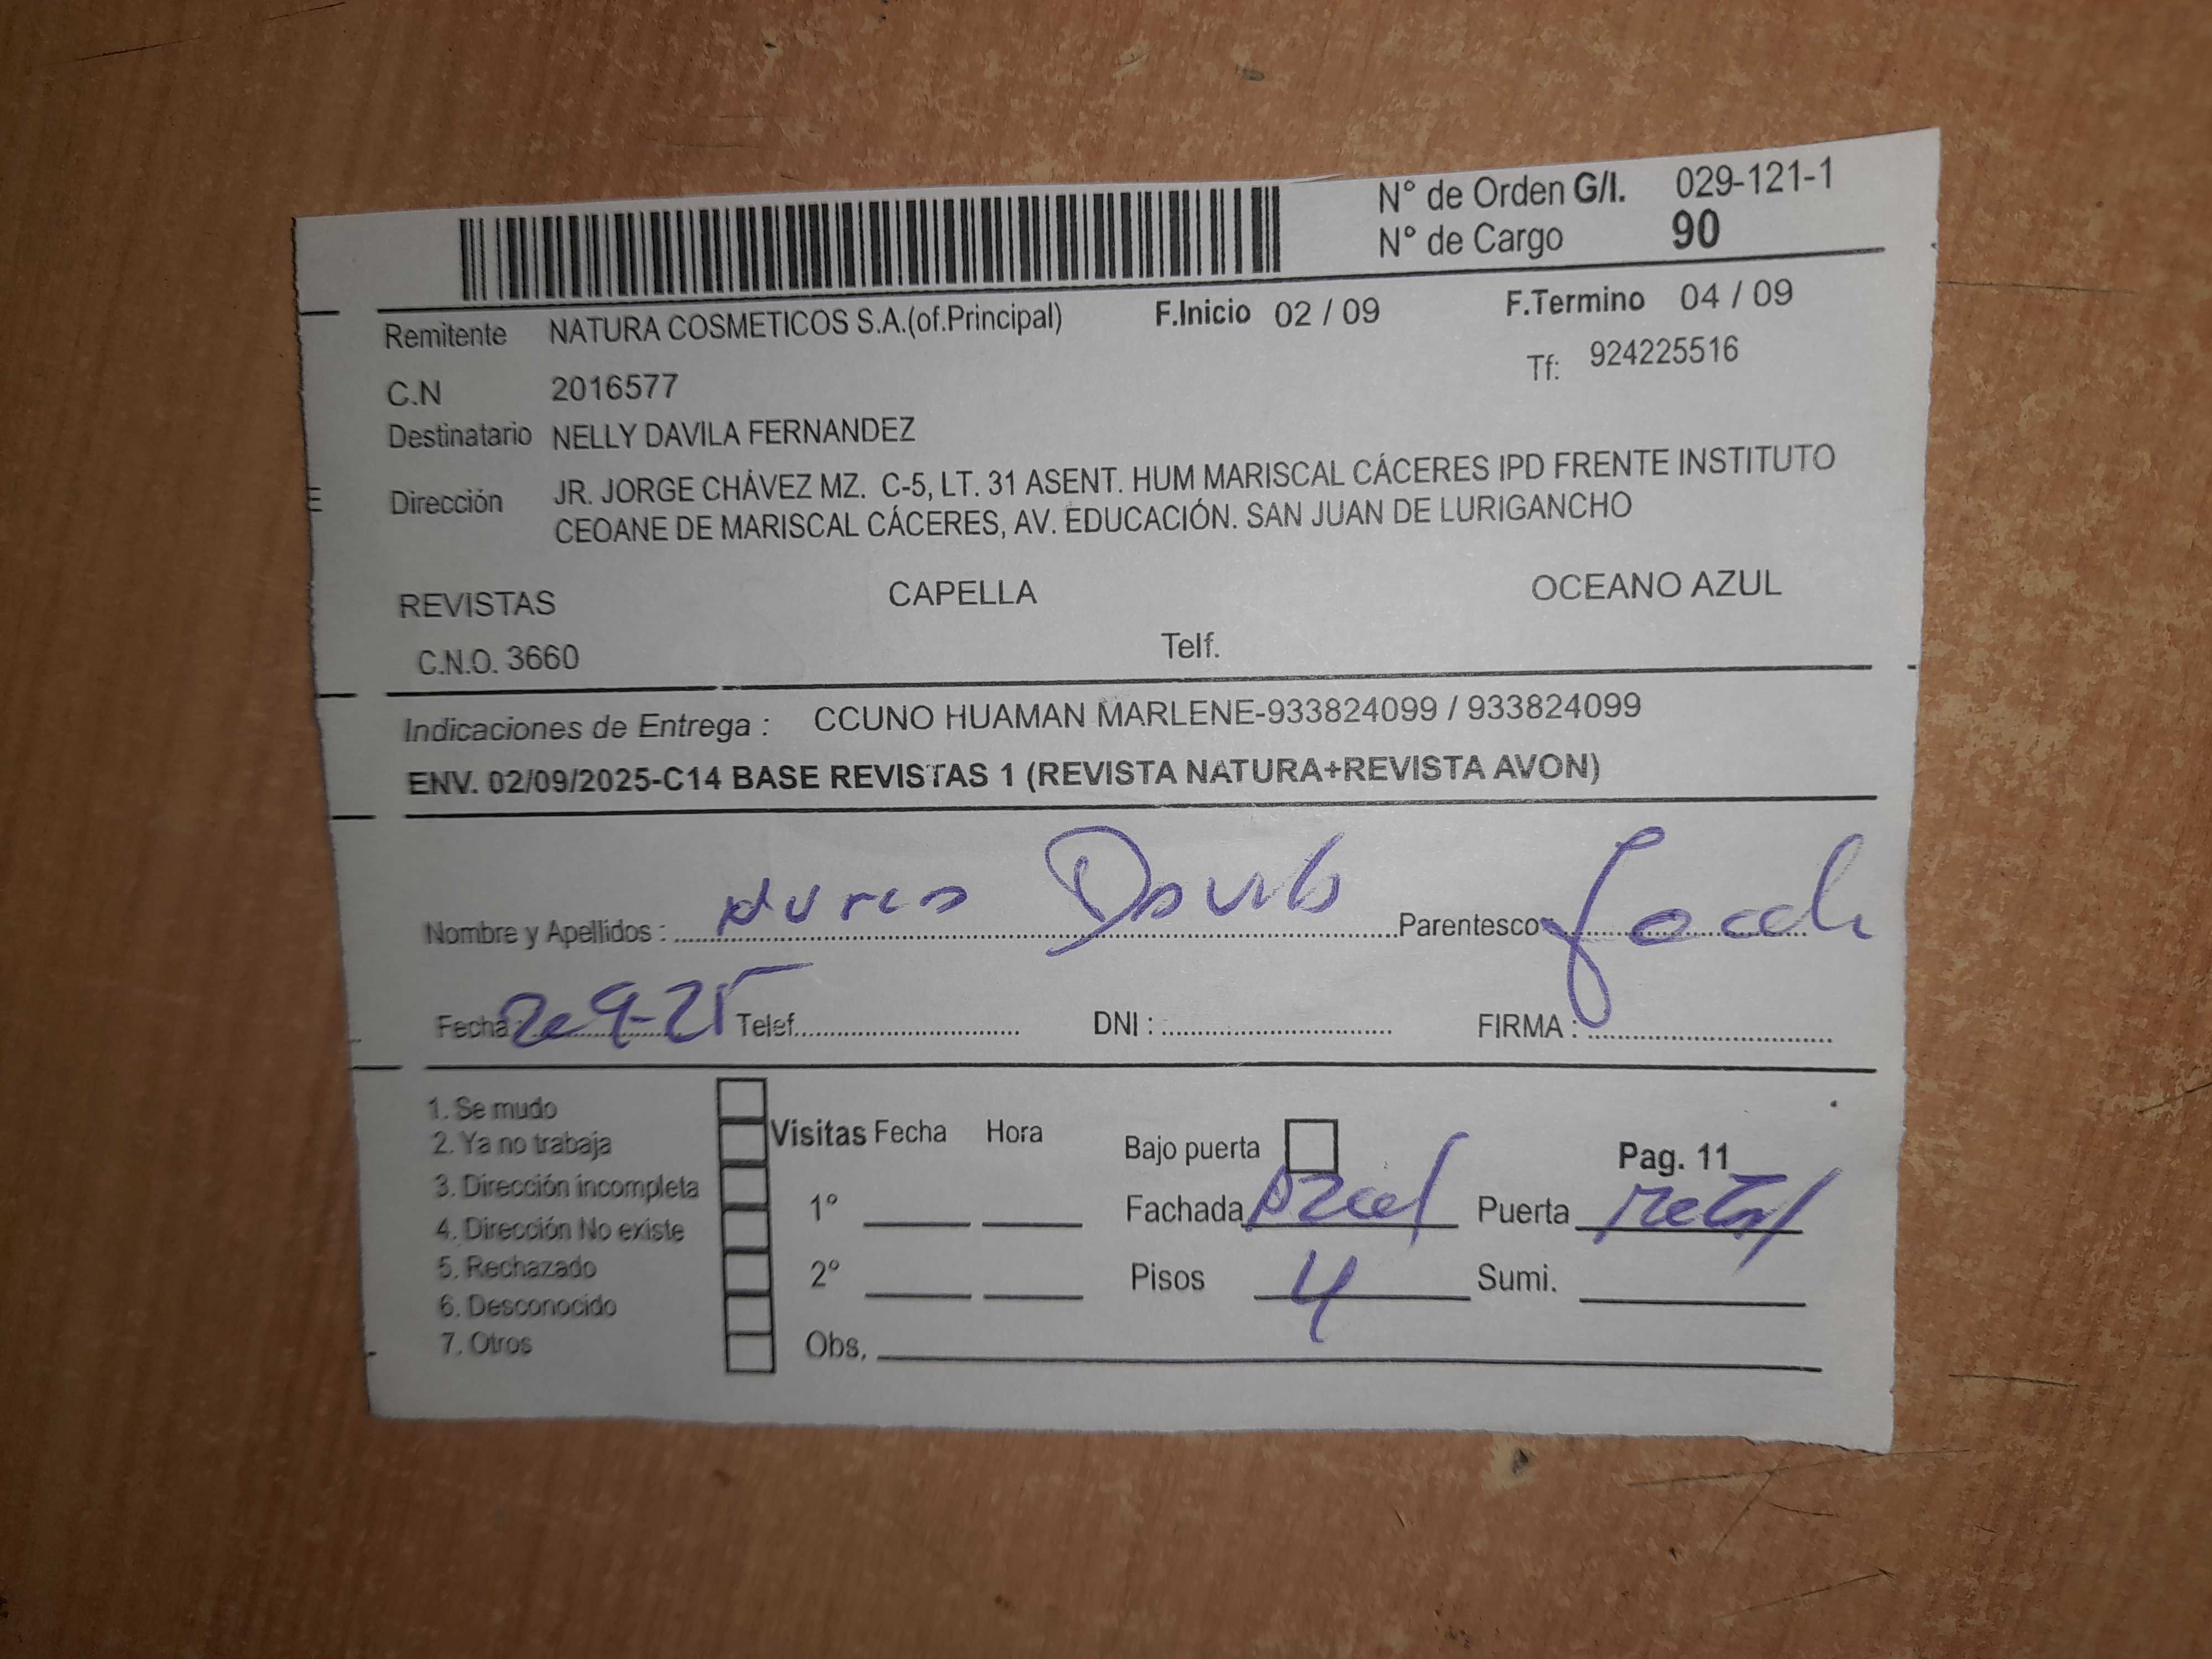 N° de Orden G/I. 029-121-1
N° de Cargo 90
Remitente NATURA COSMETICOS S.A.(of.Principal) F.Inicio 02 / 09 F.Termino 04 / 09
C.N 2016577 Tf: 924225516
Destinatario NELLY DAVILA FERNANDEZ
E
Dirección JR. JORGE CHÁVEZ MZ. C-5, LT. 31 ASENT. HUM MARISCAL CÁCERES IPD FRENTE INSTITUTO
CEOANE DE MARISCAL CÁCERES, AV. EDUCACIÓN. SAN JUAN DE LURIGANCHO
REVISTAS CAPELLA OCEANO AZUL
C.N.O. 3660 Telf.
Indicaciones de Entrega : CCUNO HUAMAN MARLENE-933824099 / 933824099
ENV. 02/09/2025-C14 BASE REVISTAS 1 (REVISTA NATURA+REVISTA AVON)
Nombre y Apellidos : Davila Parentesco
Fecha : 2-9-25 Telef. DNI : FIRMA :
1. Se mudo
2. Ya no trabaja
3. Dirección incompleta
4. Dirección No existe
5. Rechazado
6. Desconocido
7. Otros
Visitas Fecha Hora
1°
2°
Obs.
Bajo puerta Pag. 11
Fachada Puerta metal
Pisos 4 Sumi.